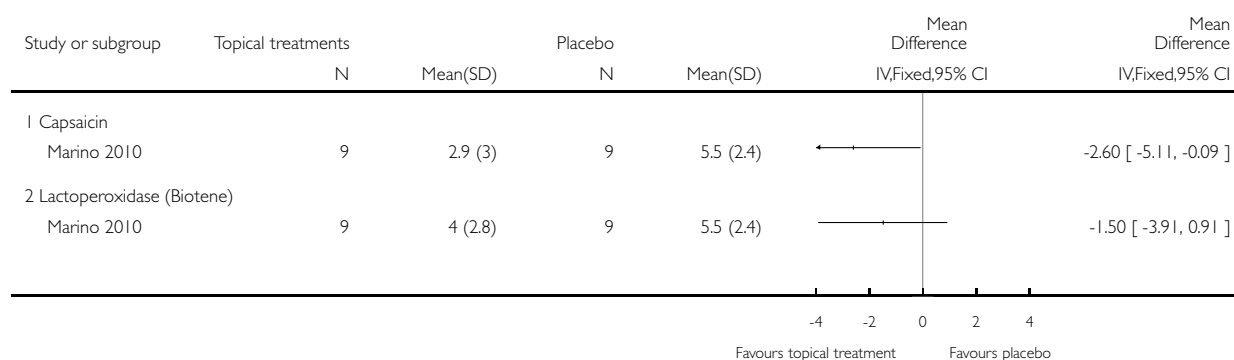 Study or subgroup Topical treatments Placebo Mean Difference Mean Difference
N Mean(SD) N Mean(SD) IV,Fixed,95% CI IV,Fixed,95% CI
1 Capsaicin
Marino 2010 9 2.9 (3) 9 5.5 (2.4) -2.60 [ -5.11, -0.09 ]
2 Lactoperoxidase (Biotene)
Marino 2010 9 4 (2.8) 9 5.5 (2.4) -1.50 [ -3.91, 0.91 ]
-4 -2 0 2 4
Favours topical treatment Favours placebo